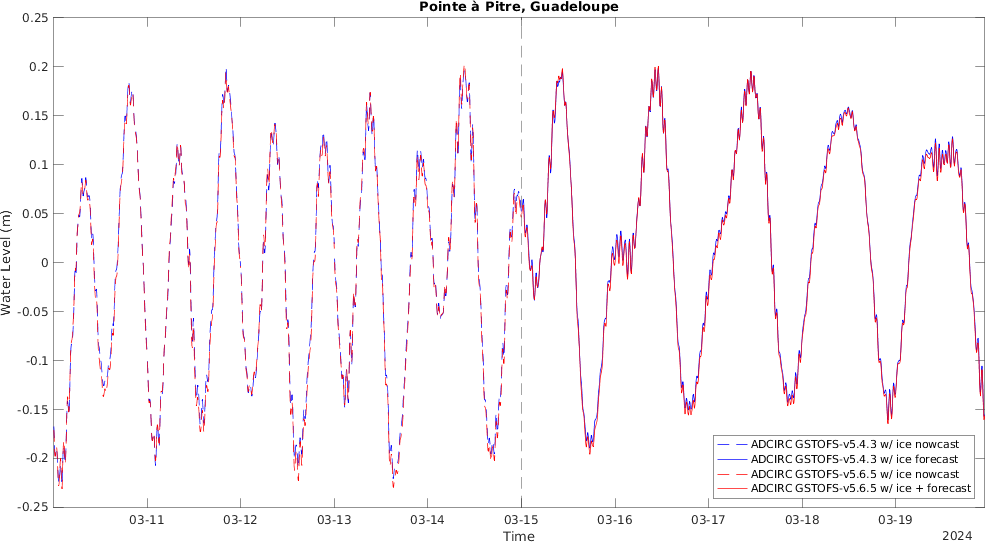 Pointe à Pitre, Guadeloupe
0.25
0.2
0.15
0.1
0.05
0
-0.05
-0.1
-0.15
-0.2
-0.25
Water Level (m)
ADCIRC GSTOFS-v5.4.3 w/ ice nowcast
ADCIRC GSTOFS-v5.4.3 w/ ice forecast
ADCIRC GSTOFS-v5.6.5 w/ ice nowcast
ADCIRC GSTOFS-v5.6.5 w/ ice + forecast
03-11 03-12 03-13 03-14 03-15 03-16 03-17 03-18 03-19
Time
2024